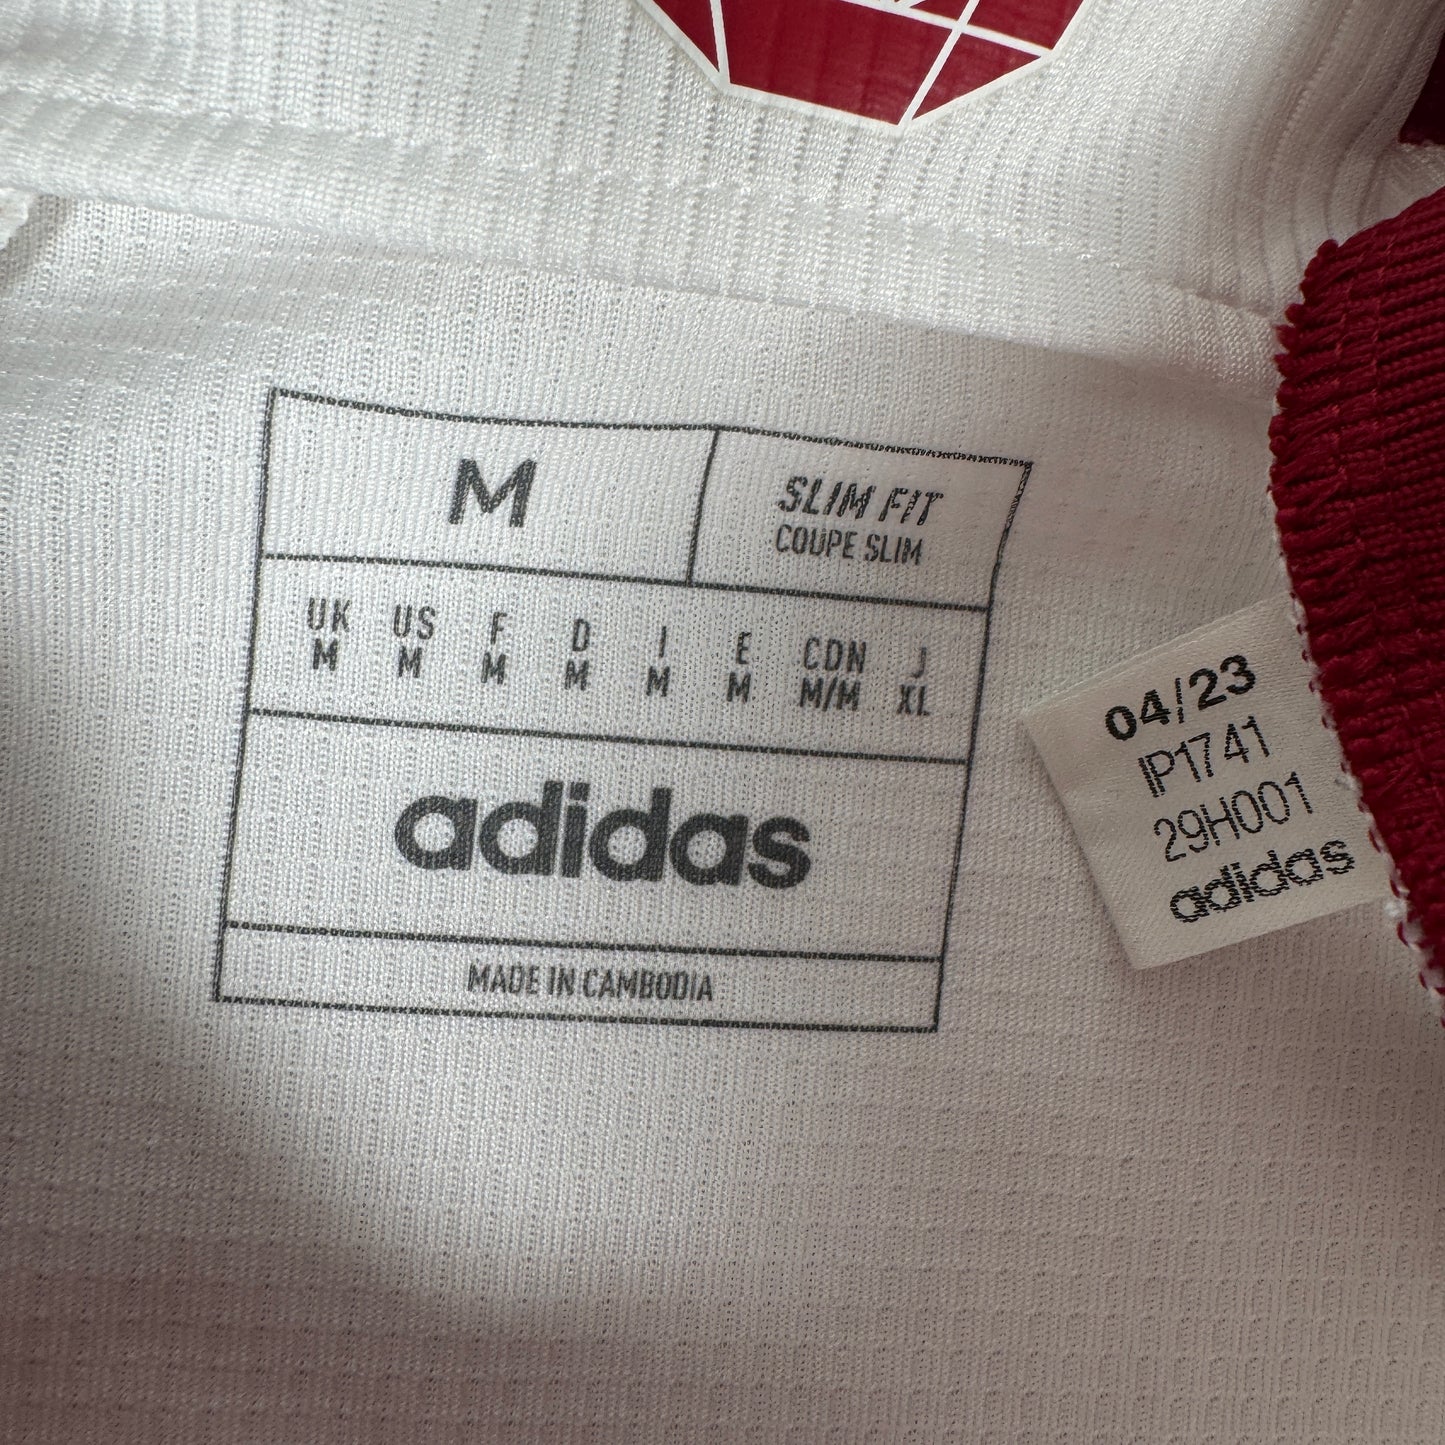 M
SLIM FIT
COUPE SLIM
UK US F D I E CDN J
M M M M M M M/M XL
adidas
MADE IN CAMBODIA
04/23
IP1741
29H001
adidas